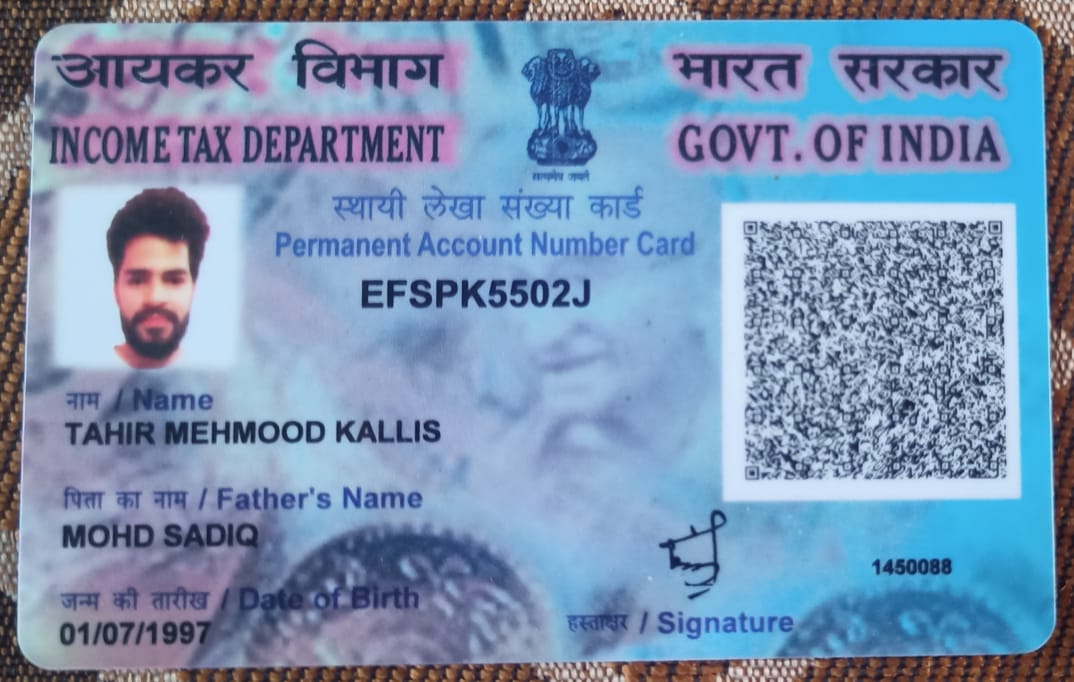 आयकर विभाग
INCOME TAX DEPARTMENT
भारत सरकार
GOVT. OF INDIA
सत्यमेव जयते
स्थायी लेखा संख्या कार्ड
Permanent Account Number Card
EFSPK5502J
नाम / Name
TAHIR MEHMOOD KALLIS
पिता का नाम / Father's Name
MOHD SADIQ
जन्म की तारीख / Date of Birth
01/07/1997
हस्ताक्षर / Signature
1450088